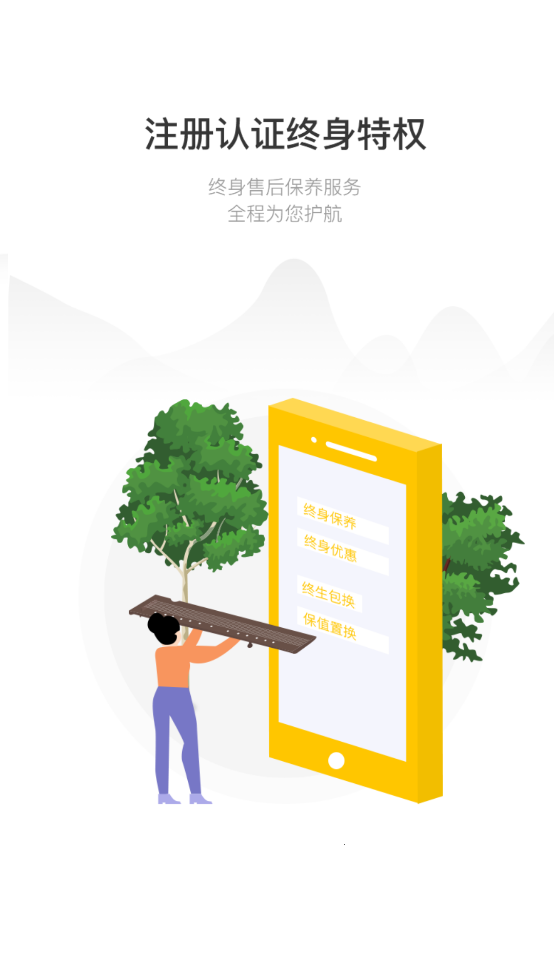 注册认证终身特权
终身售后保养服务
全程为您护航
终身保养
终身优惠
终生包换
保值置换